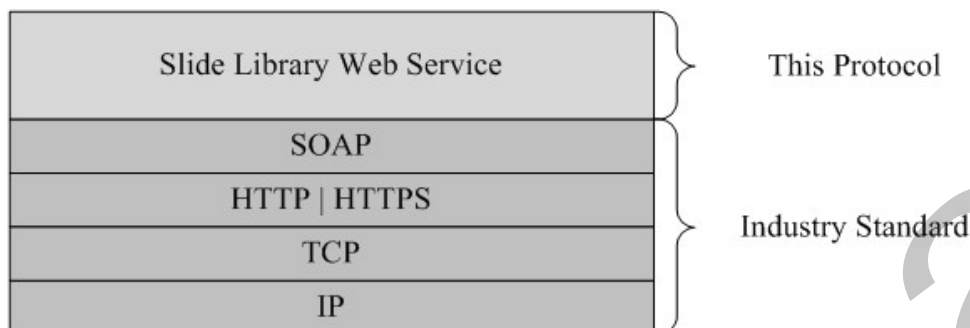 Slide Library Web Service
This Protocol
SOAP
HTTP | HTTPS
Industry Standard
TCP
IP